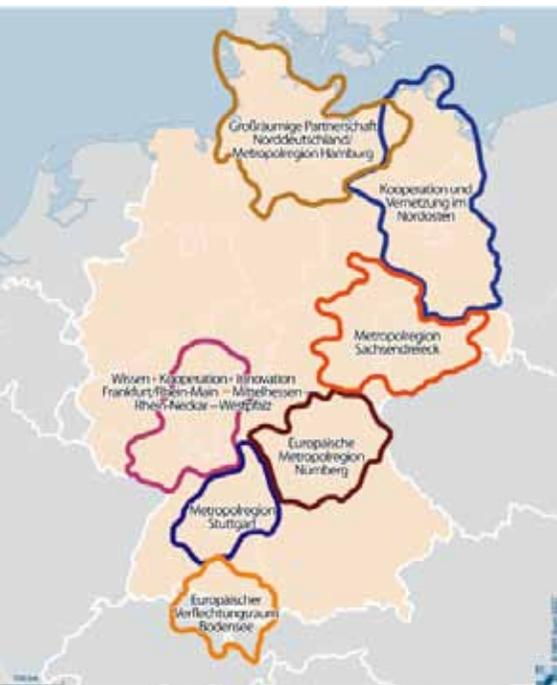 Großräumige Partnerschaft
Norddeutschland/
Metropolregion Hamburg
Kooperation und
Vernetzung im
Nordosten
Metropolregion
Sachsendreieck
Wissen - Kooperation - Innovation
Frankfurt/Rhein-Main – Mittelhessen -
Rhein-Neckar – Westpfalz
Europäische
Metropolregion
Nürnberg
Metropolregion
Stuttgart
Europäischer
Verflechtungsraum
Bodensee